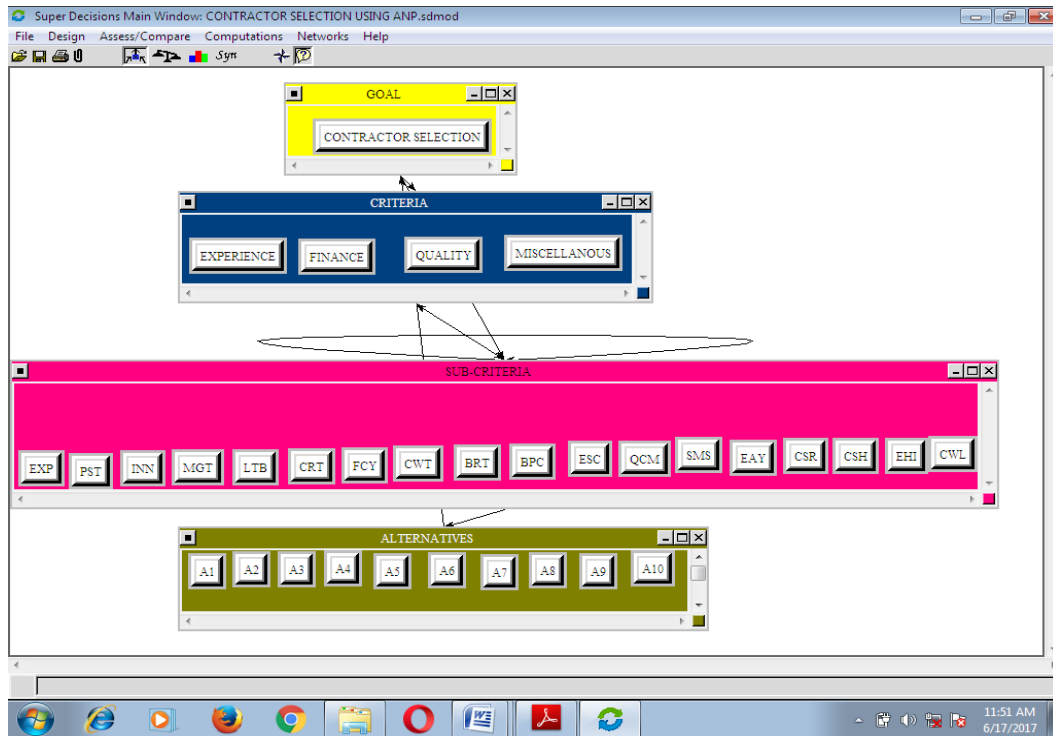 Super Decisions Main Window: CONTRACTOR SELECTION USING ANP.sdmod
File Design Assess/Compare Computations Networks Help
Syn
GOAL
CONTRACTOR SELECTION
CRITERIA
EXPERIENCE FINANCE QUALITY MISCELLANOUS
SUB-CRITERIA
EXP PST INN MGT LTB CRT FCY CWT BRT BPC ESC QCM SMS EAY CSR CSH EHI CWL
ALTERNATIVES
A1 A2 A3 A4 A5 A6 A7 A8 A9 A10
11:51 AM
6/17/2017